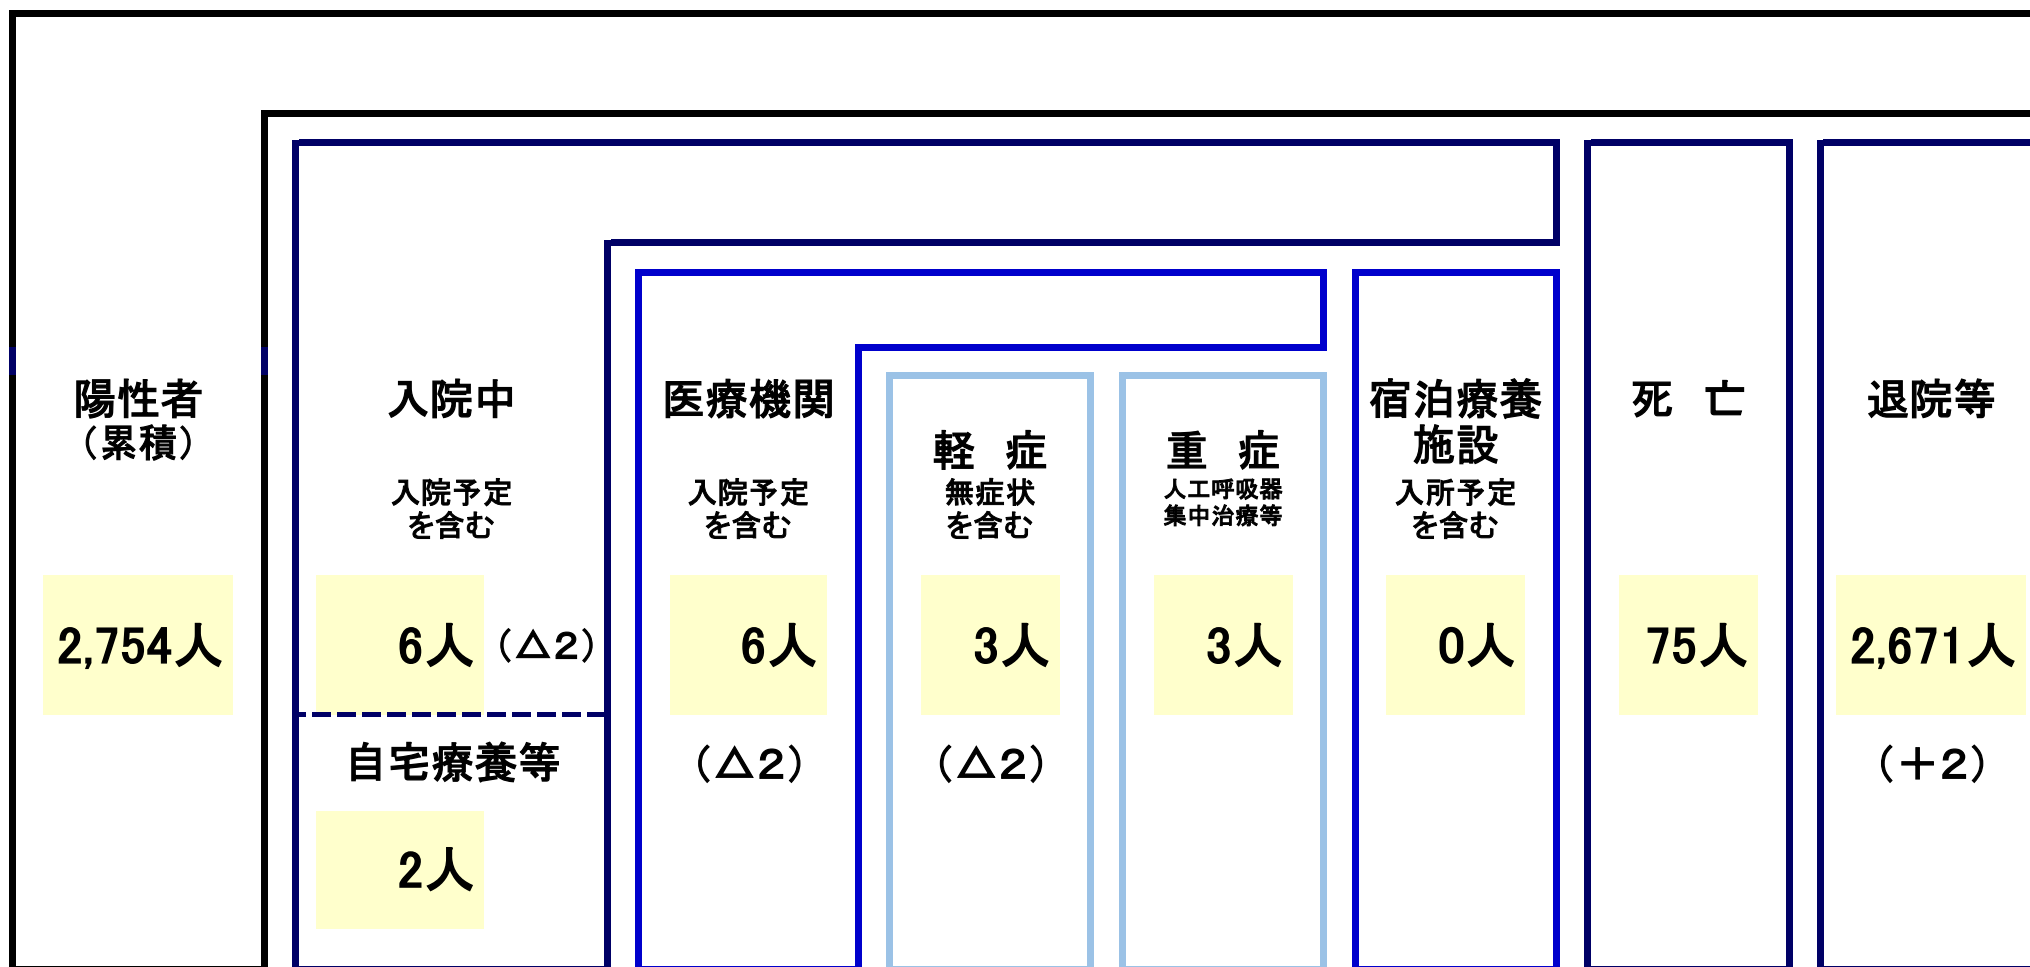 陽性者
（累積）
2,754人
入院中
入院予定
を含む
6人（△2）
自宅療養等
2人
医療機関
入院予定
を含む
6人
（△2）
軽　症
無症状
を含む
3人
（△2）
重　症
人工呼吸器
集中治療等
3人
宿泊療養
施設
入所予定
を含む
0人
死　亡
75人
退院等
2,671人
（＋2）